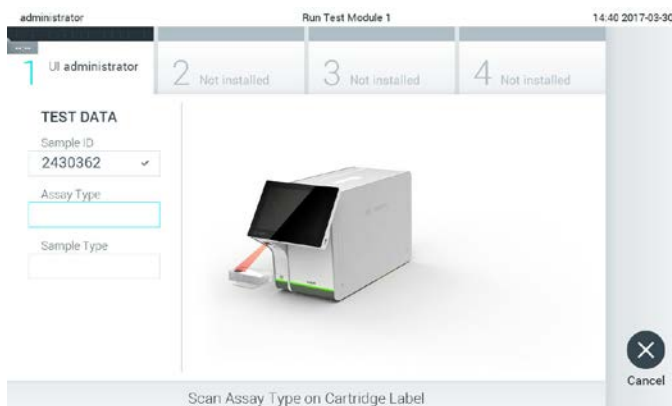 administrator
Run Test Module 1
14:40 2017-03-30
-- --
1 UI administrator
2 Not installed
3 Not installed
4 Not installed
TEST DATA
Sample ID
2430362
Assay Type
Sample Type
Cancel
Scan Assay Type on Cartridge Label